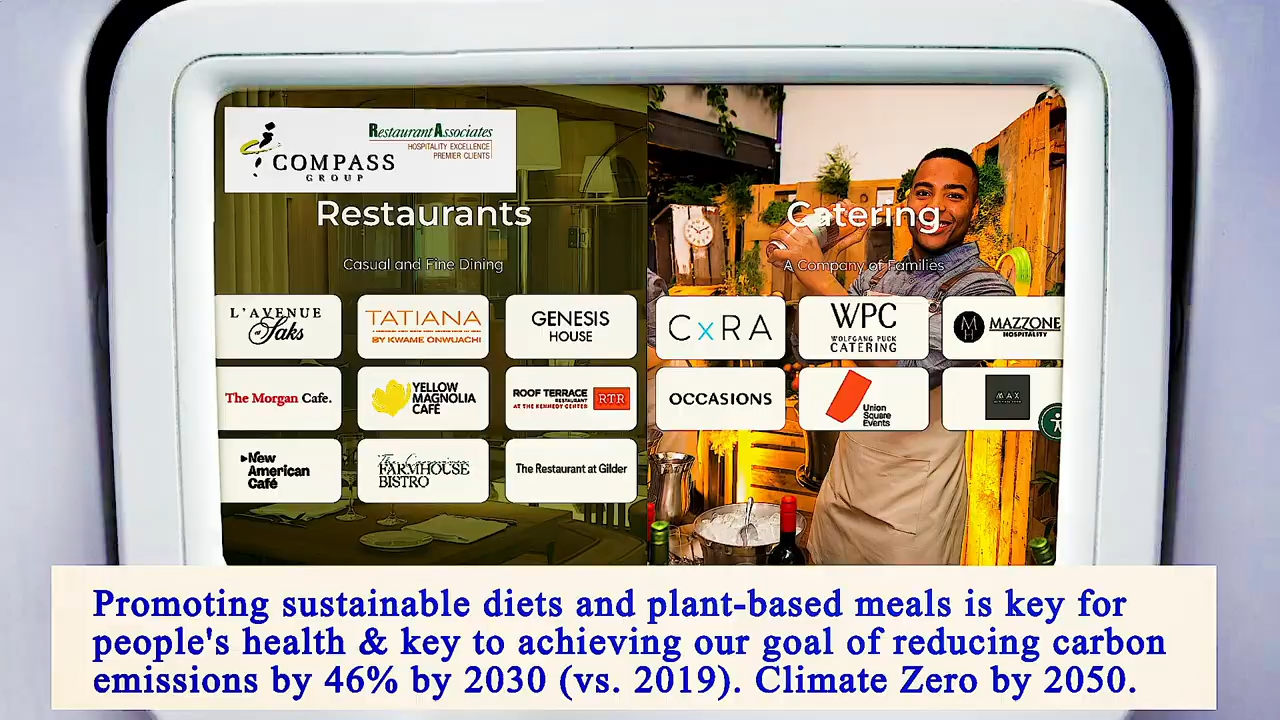 COMPASS
GROUP
RestaurantAssociates
HOSPITALITY EXCELLENCE
PREMIER CLIENTS
Restaurants
Casual and Fine Dining
L'AVENUE
at Saks
TATIANA
BY KWAME ONWUACHI
GENESIS
HOUSE
The Morgan Cafe.
YELLOW
MAGNOLIA
CAFÉ
ROOF TERRACE
RESTAURANT
AT THE KENNEDY CENTER
RTR
New
American
Café
FARMHOUSE
BISTRO
The Restaurant at Gilder
Catering
A Company of Families
CxRA
WPC
WOLFGANG PUCK
CATERING
MH
MAZZONE
HOSPITALITY
OCCASIONS
Union
Square
Events
MAX
Promoting sustainable diets and plant-based meals is key for
people's health & key to achieving our goal of reducing carbon
emissions by 46% by 2030 (vs. 2019). Climate Zero by 2050.